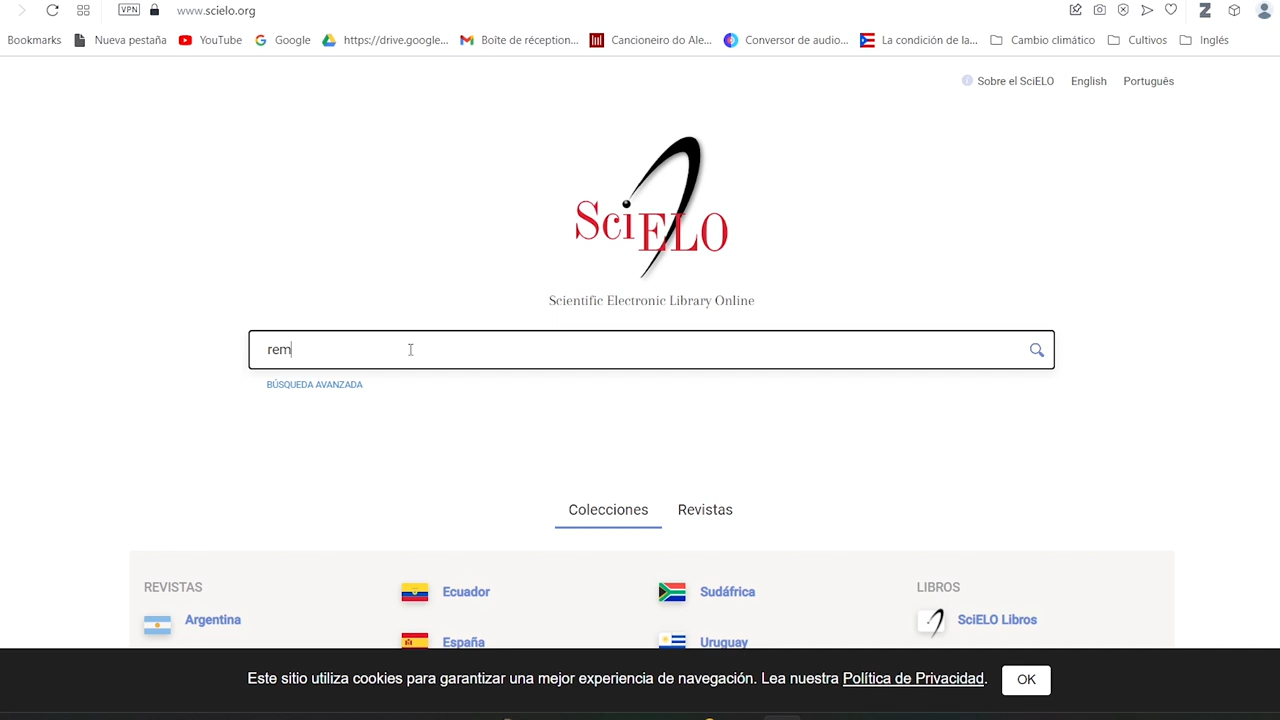 VPN www.scielo.org
Bookmarks Nueva pestaña YouTube Google https://drive.google... Boîte de réception... Cancioneiro do Ale... Conversor de audio... La condición de la... Cambio climático Cultivos Inglés
Sobre el SciELO English Português
SciELO
Scientific Electronic Library Online
rem
BÚSQUEDA AVANZADA
Colecciones Revistas
REVISTAS Ecuador Sudáfrica LIBROS
Argentina SciELO Libros
España Uruguay
Este sitio utiliza cookies para garantizar una mejor experiencia de navegación. Lea nuestra Política de Privacidad. OK